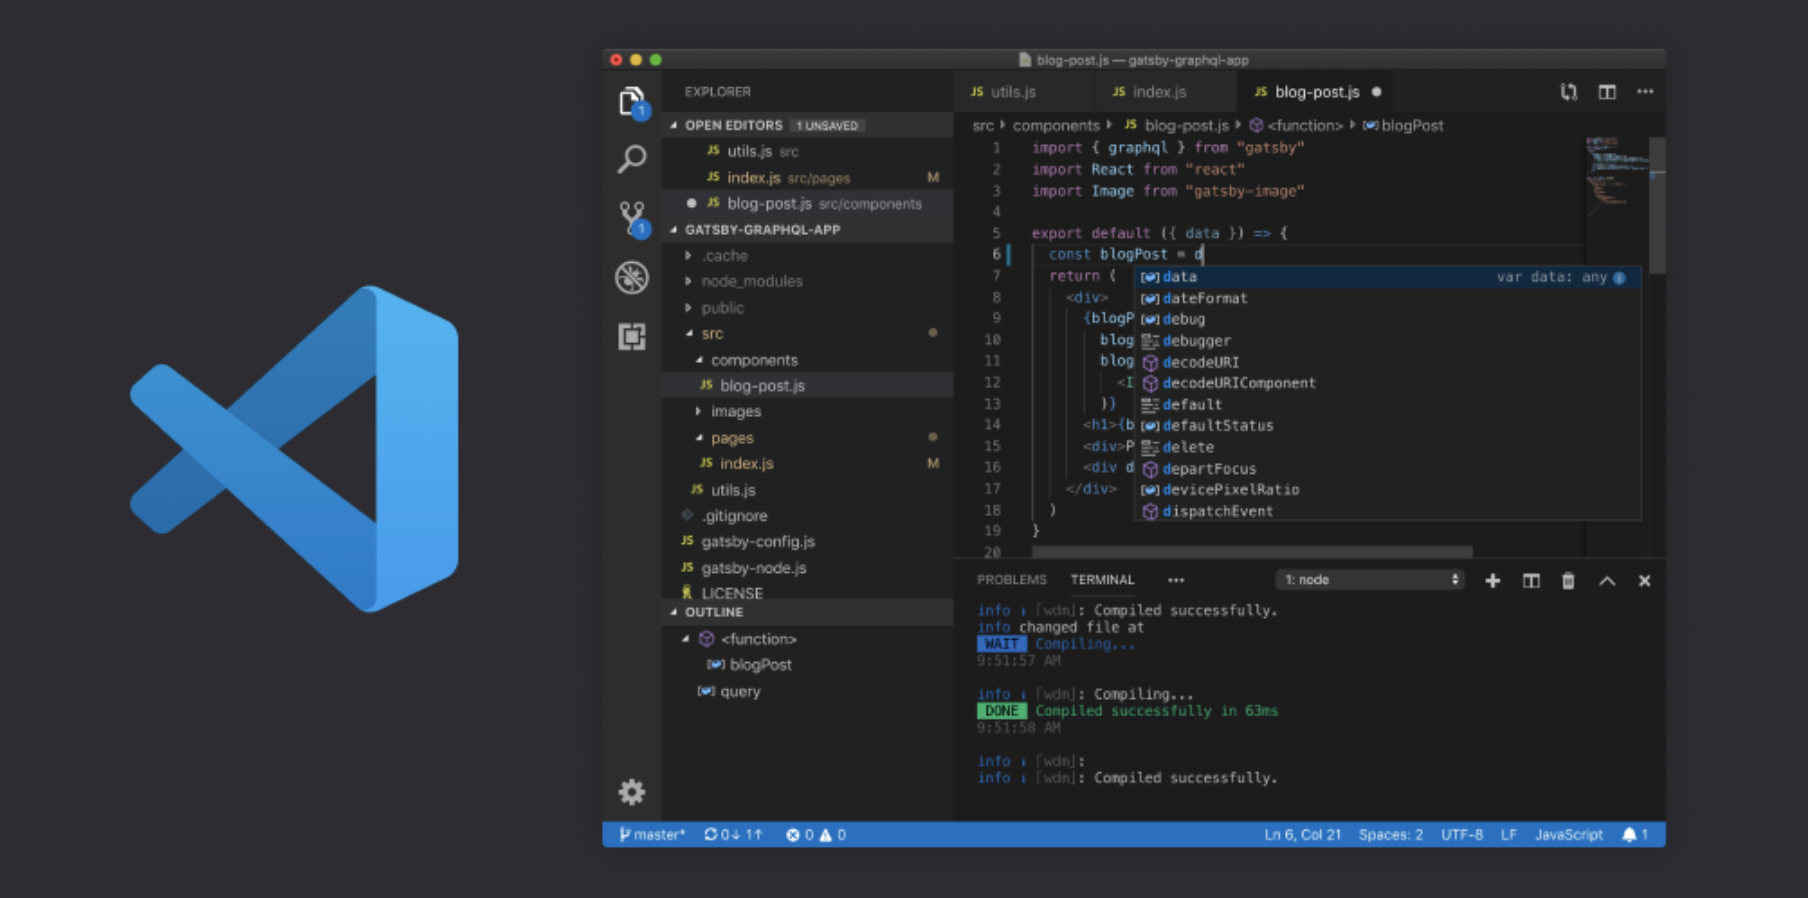 blog-post.js — gatsby-graphql-app
EXPLORER
OPEN EDITORS 1 UNSAVED
JS utils.js src
JS index.js src/pages M
JS blog-post.js src/components
GATSBY-GRAPHQL-APP
.cache
node_modules
public
src
components
JS blog-post.js
images
pages
JS index.js M
JS utils.js
.gitignore
JS gatsby-config.js
JS gatsby-node.js
LICENSE
OUTLINE
<function>
blogPost
query
1
1
JS utils.js JS index.js JS blog-post.js
src components JS blog-post.js <function> blogPost
1 import { graphql } from "gatsby"
2 import React from "react"
3 import Image from "gatsby-image"
4
5 export default ({ data }) => {
6 const blogPost = d
7 return (
8 <div>
9 {blogP
10 blog
11 blog
12 <I
13 )}
14 <h1>{b
15 <div>P
16 <div d
17 </div>
18 )
19 }
20
data var data: any
dateFormat
debug
debugger
decodeURI
decodeURIComponent
default
defaultStatus
delete
departFocus
devicePixelRatio
dispatchEvent
PROBLEMS TERMINAL ••• 1: node
info i [wdm]: Compiled successfully.
info changed file at
WAIT Compiling...
9:51:57 AM
info i [wdm]: Compiling...
DONE Compiled successfully in 63ms
9:51:58 AM
info i [wdm]:
info i [wdm]: Compiled successfully.
master* 0↓ 1↑ 0 0 Ln 6, Col 21 Spaces: 2 UTF-8 LF JavaScript 1